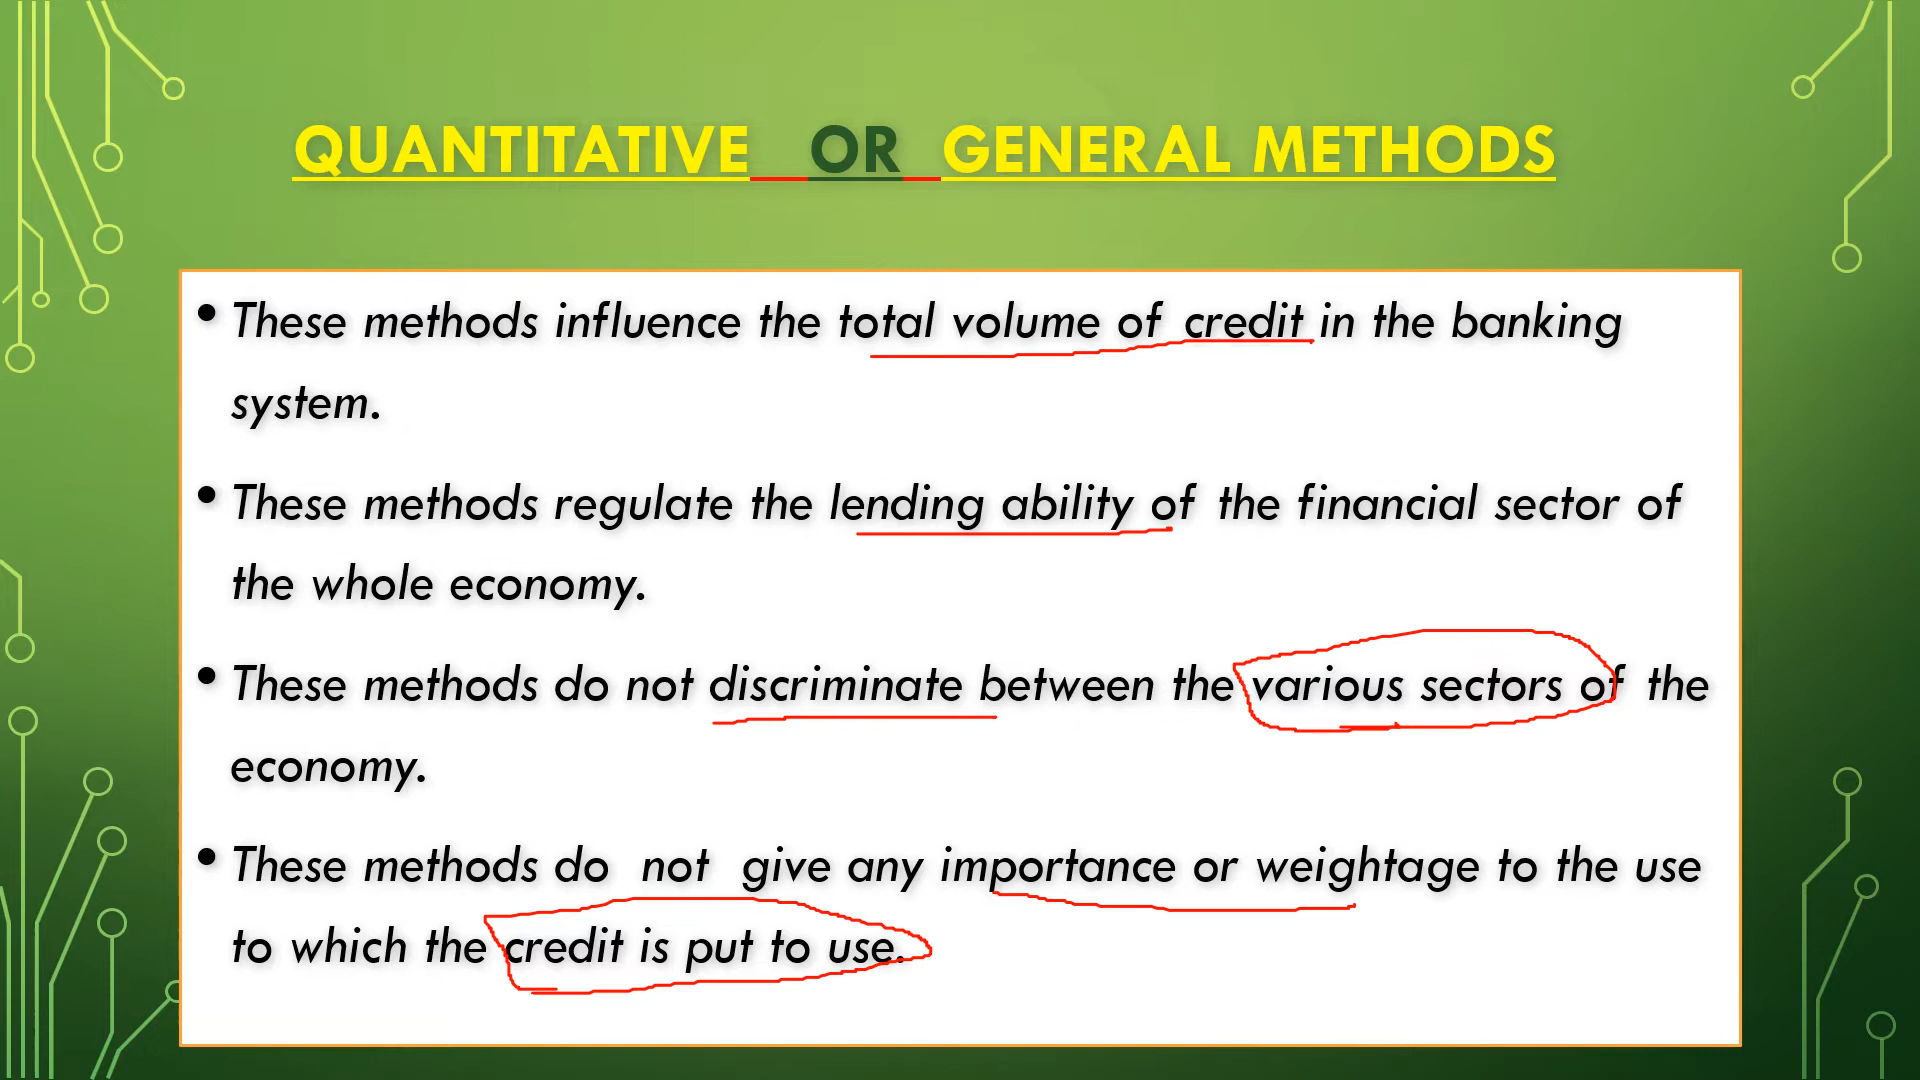 QUANTITATIVE OR GENERAL METHODS
• These methods influence the total volume of credit in the banking
system.
• These methods regulate the lending ability of the financial sector of
the whole economy.
• These methods do not discriminate between the various sectors of the
economy.
• These methods do not give any importance or weightage to the use
to which the credit is put to use.